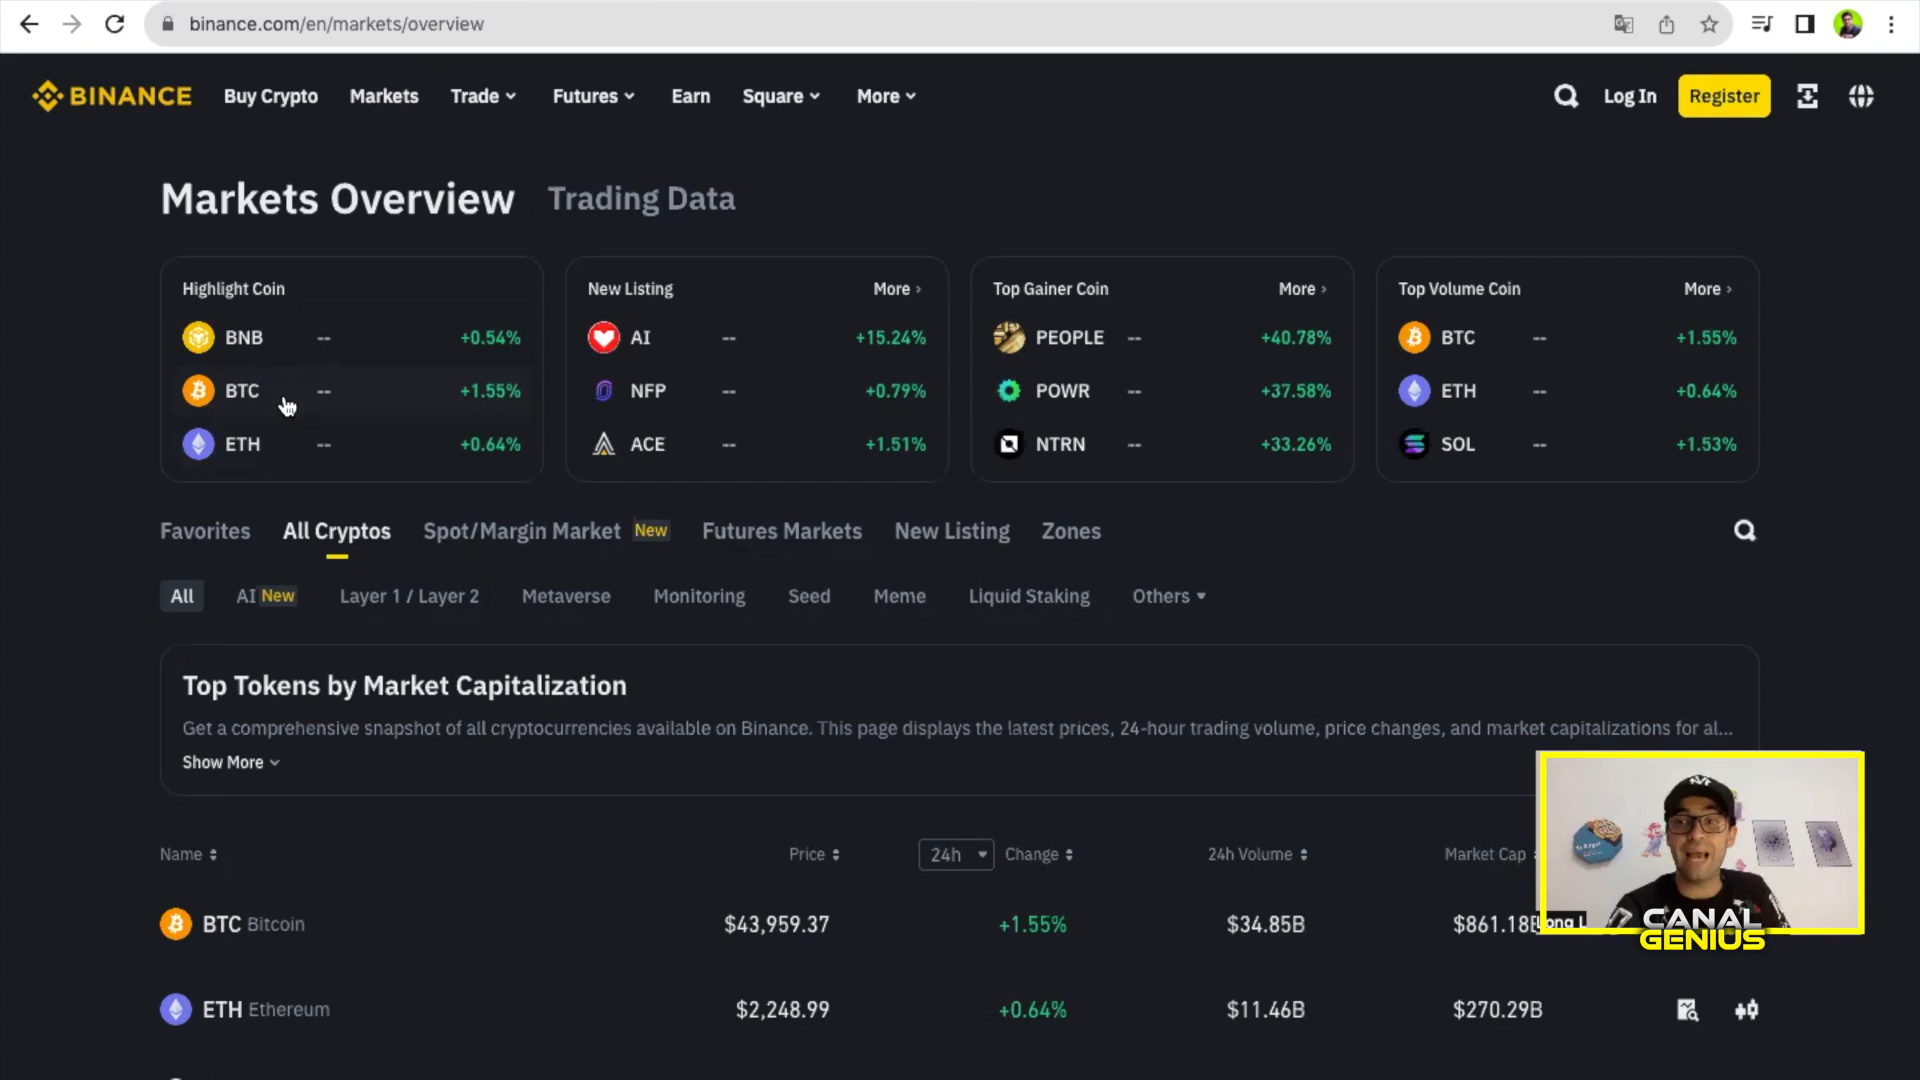 binance.com/en/markets/overview
BINANCE Buy Crypto Markets Trade Futures Earn Square More Log In Register
Markets Overview Trading Data
Highlight Coin
BNB -- +0.54%
BTC -- +1.55%
ETH -- +0.64%
New Listing More
AI -- +15.24%
NFP -- +0.79%
ACE -- +1.51%
Top Gainer Coin More
PEOPLE -- +40.78%
POWR -- +37.58%
NTRN -- +33.26%
Top Volume Coin More
BTC -- +1.55%
ETH -- +0.64%
SOL -- +1.53%
Favorites All Cryptos Spot/Margin Market New Futures Markets New Listing Zones
All AI New Layer 1 / Layer 2 Metaverse Monitoring Seed Meme Liquid Staking Others
Top Tokens by Market Capitalization
Get a comprehensive snapshot of all cryptocurrencies available on Binance. This page displays the latest prices, 24-hour trading volume, price changes, and market capitalizations for al...
Show More
Name Price 24h Change 24h Volume Market Cap
BTC Bitcoin $43,959.37 +1.55% $34.85B $861.18B
ETH Ethereum $2,248.99 +0.64% $11.46B $270.29B
CANAL
GENIUS